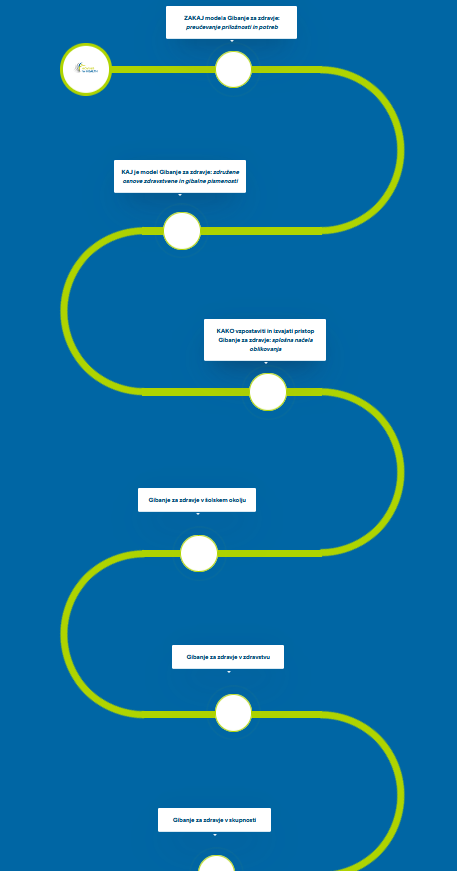 ZAKAJ modela Gibanje za zdravje:
preučevanje priložnosti in potreb
KAJ je model Gibanje za zdravje: združene
osnove zdravstvene in gibalne pismenosti
KAKO vzpostaviti in izvajati pristop
Gibanje za zdravje: splošna načela
oblikovanja
Gibanje za zdravje v šolskem okolju
Gibanje za zdravje v zdravstvu
Gibanje za zdravje v skupnosti